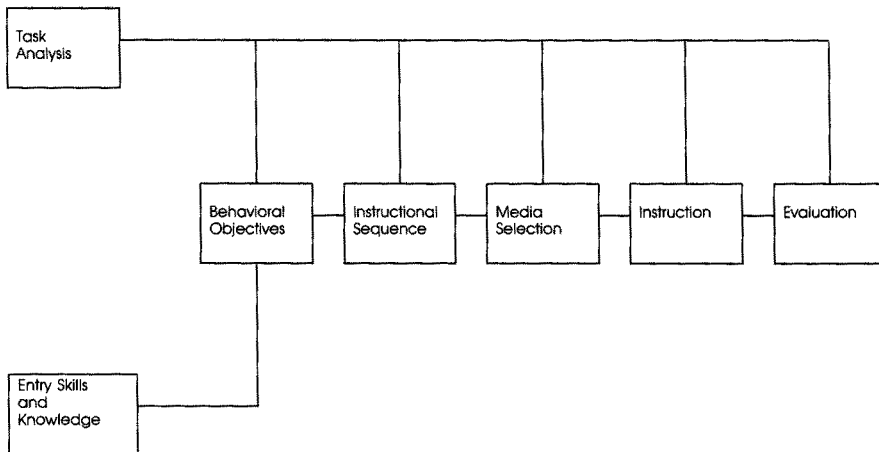 Task
Analysis
Behavioral
Objectives
Instructional
Sequence
Media
Selection
Instruction
Evaluation
Entry Skills
and
Knowledge